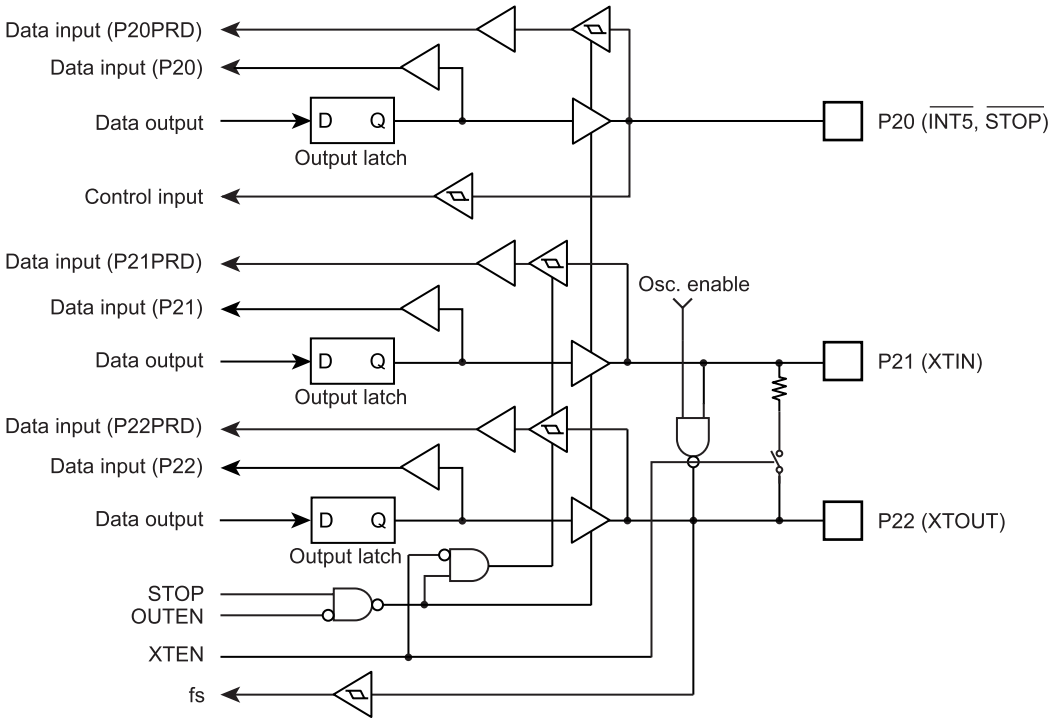 Data input (P20PRD)
Data input (P20)
Data output
D Q
Output latch
P20 (INT5, STOP)
Control input
Data input (P21PRD)
Osc. enable
Data input (P21)
Data output
D Q
Output latch
P21 (XTIN)
Data input (P22PRD)
Data input (P22)
Data output
D Q
Output latch
P22 (XTOUT)
STOP
OUTEN
XTEN
fs